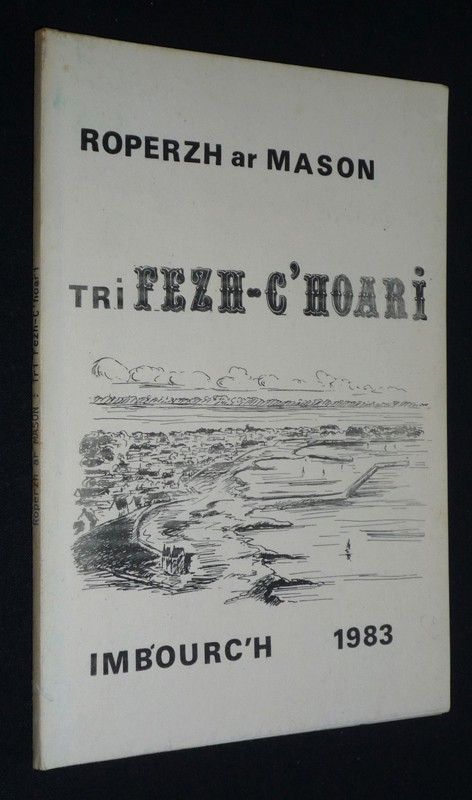 ROPERZH ar MASON
TRi FEZH-C'HOARi
IMBOURC'H 1983
Roperzh ar MASON : Tri Fezh-C'hoari